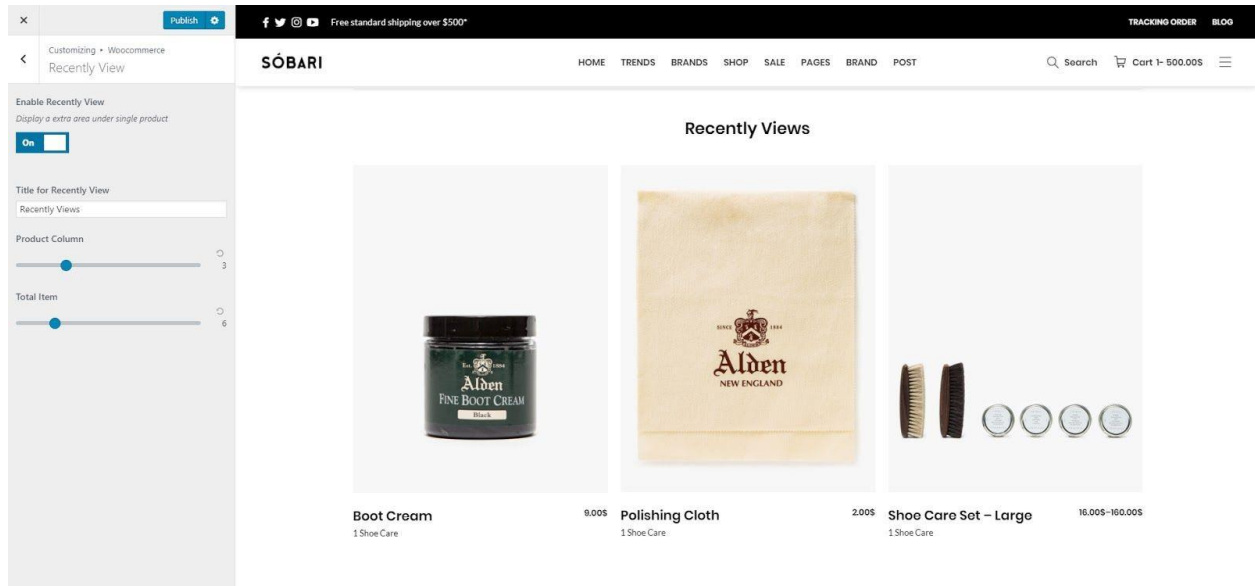 Publish
Customizing • Woocommerce
Recently View
Enable Recently View
Display a extra area under single product
On
Title for Recently View
Recently Views
Product Column
3
Total Item
6
Free standard shipping over $500*
TRACKING ORDER BLOG
SÓBARI
HOME TRENDS BRANDS SHOP SALE PAGES BRAND POST
Search Cart 1- 500.00$
Recently Views
Est. 1884
Alden
FINE BOOT CREAM
Black
SINCE 1884
Alden
NEW ENGLAND
Boot Cream 9.00$
1 Shoe Care
Polishing Cloth 2.00$
1 Shoe Care
Shoe Care Set – Large 16.00$–160.00$
1 Shoe Care